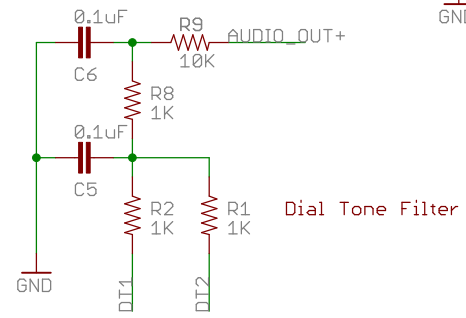 GND
0.1uF
R9
AUDIO_OUT+
10K
C6
R8
1K
0.1uF
C5
R2
1K
R1
1K
Dial Tone Filter
GND
DT1
DT2